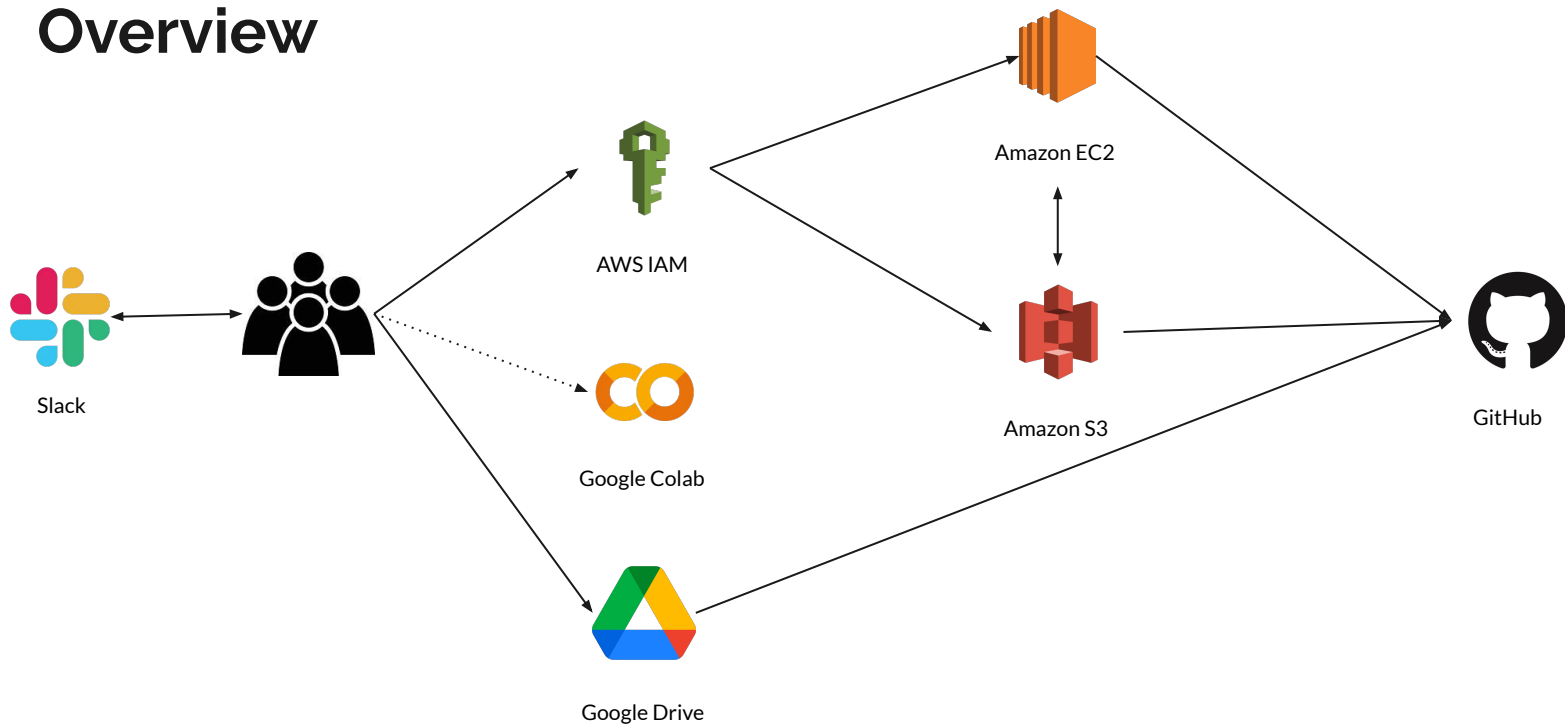 Overview
Amazon EC2
AWS IAM
Slack
Google Colab
Amazon S3
GitHub
Google Drive